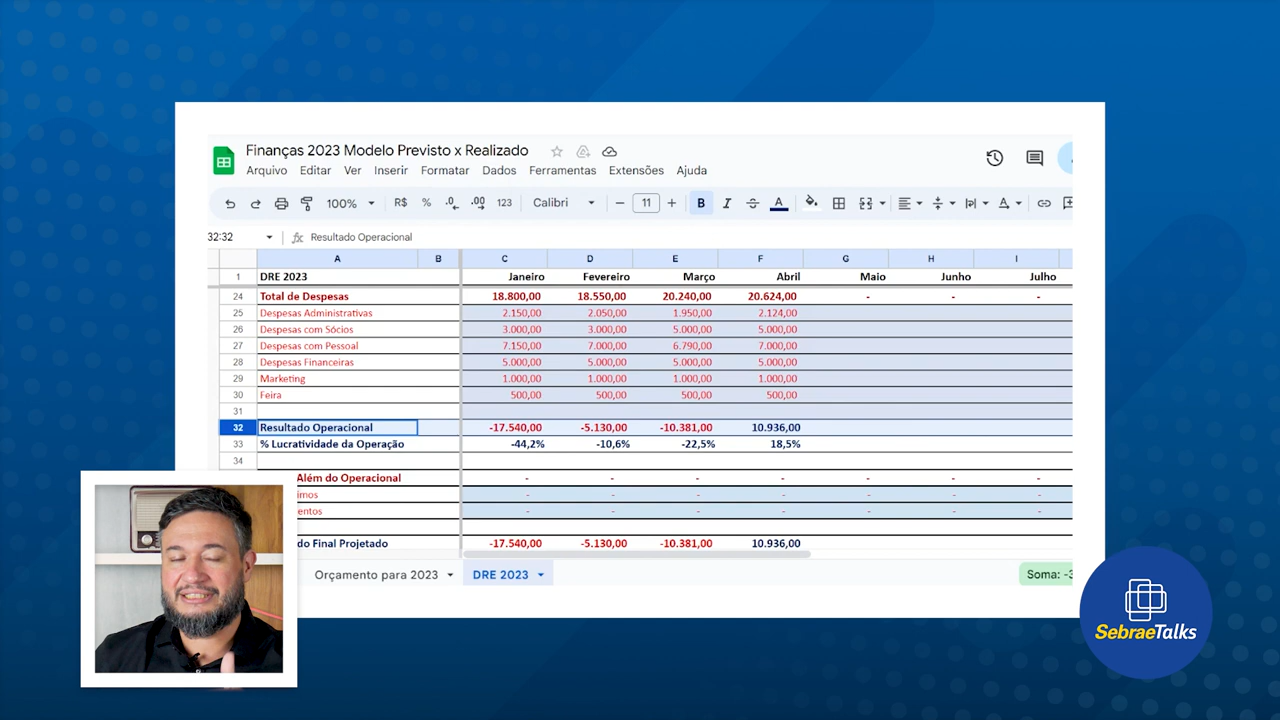 Finanças 2023 Modelo Previsto x Realizado
Arquivo Editar Ver Inserir Formatar Dados Ferramentas Extensões Ajuda
100% R$ % .0 .00 123 Calibri − 11 + B I S A
32:32 fx Resultado Operacional
A B C D E F G H I
1 DRE 2023 Janeiro Fevereiro Março Abril Maio Junho Julho
24 Total de Despesas 18.800,00 18.550,00 20.240,00 20.624,00 - - -
25 Despesas Administrativas 2.150,00 2.050,00 1.950,00 2.124,00
26 Despesas com Sócios 3.000,00 3.000,00 5.000,00 5.000,00
27 Despesas com Pessoal 7.150,00 7.000,00 6.790,00 7.000,00
28 Despesas Financeiras 5.000,00 5.000,00 5.000,00 5.000,00
29 Marketing 1.000,00 1.000,00 1.000,00 1.000,00
30 Feira 500,00 500,00 500,00 500,00
31
32 Resultado Operacional -17.540,00 -5.130,00 -10.381,00 10.936,00
33 % Lucratividade da Operação -44,2% -10,6% -22,5% 18,5%
34
Além do Operacional - - - - - - -
imos - - - - - - -
entos - - - - - - -
do Final Projetado -17.540,00 -5.130,00 -10.381,00 10.936,00
Orçamento para 2023 DRE 2023 Soma: -3
SebraeTalks